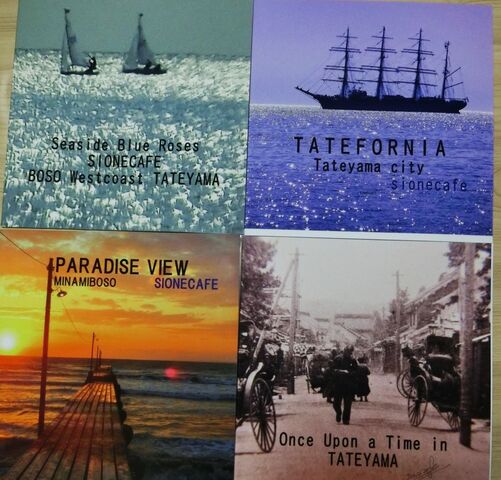 Seaside Blue Roses
SIONECAFE
BOSO Westcoast TATEYAMA
TATEFORNIA
Tateyama city
sionecafe
PARADISE VIEW
MINAMIBOSO SIONECAFE
Once Upon a Time in
TATEYAMA